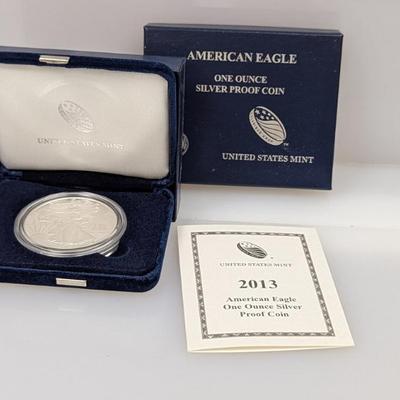 AMERICAN EAGLE
ONE OUNCE
SILVER PROOF COIN
UNITED STATES MINT
UNITED STATES MINT
UNITED STATES MINT
2013
American Eagle
One Ounce Silver
Proof Coin